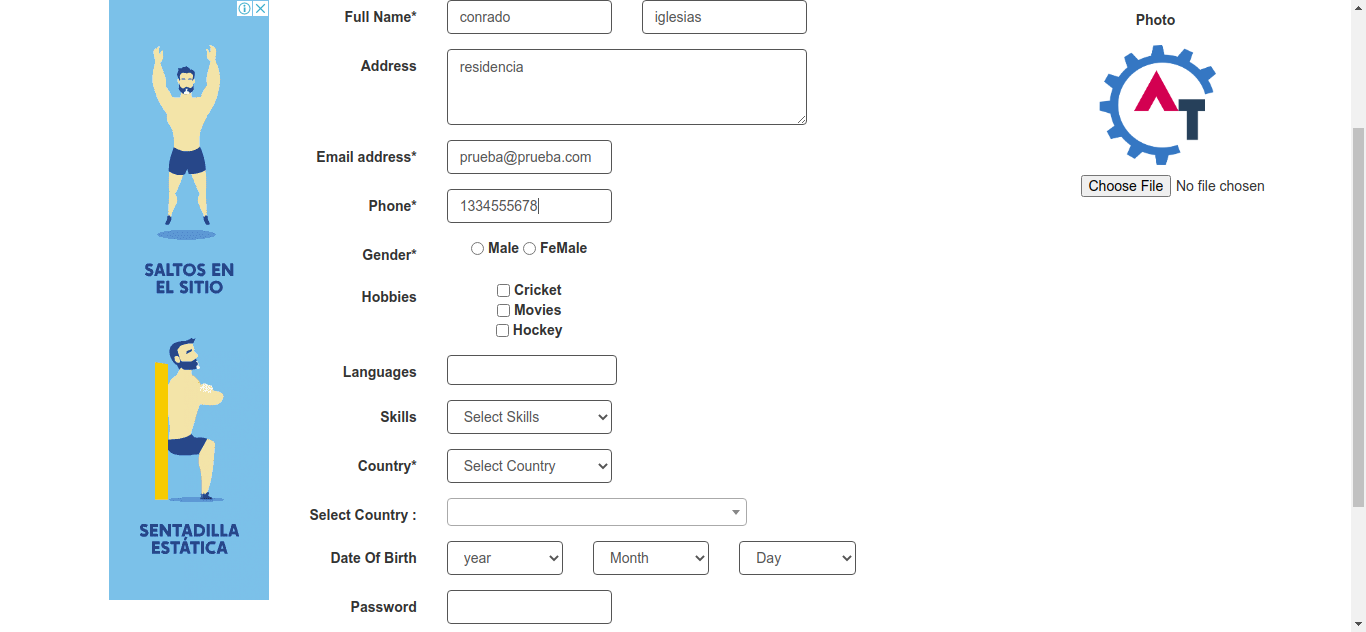 Full Name* conrado iglesias
Address residencia
Email address* prueba@prueba.com
Phone* 1334555678
Gender* Male FeMale
Hobbies Cricket
Movies
Hockey
Languages
Skills Select Skills
Country* Select Country
Select Country :
Date Of Birth year Month Day
Password
Photo
AT
Choose File No file chosen
SALTOS EN
EL SITIO
SENTADILLA
ESTÁTICA